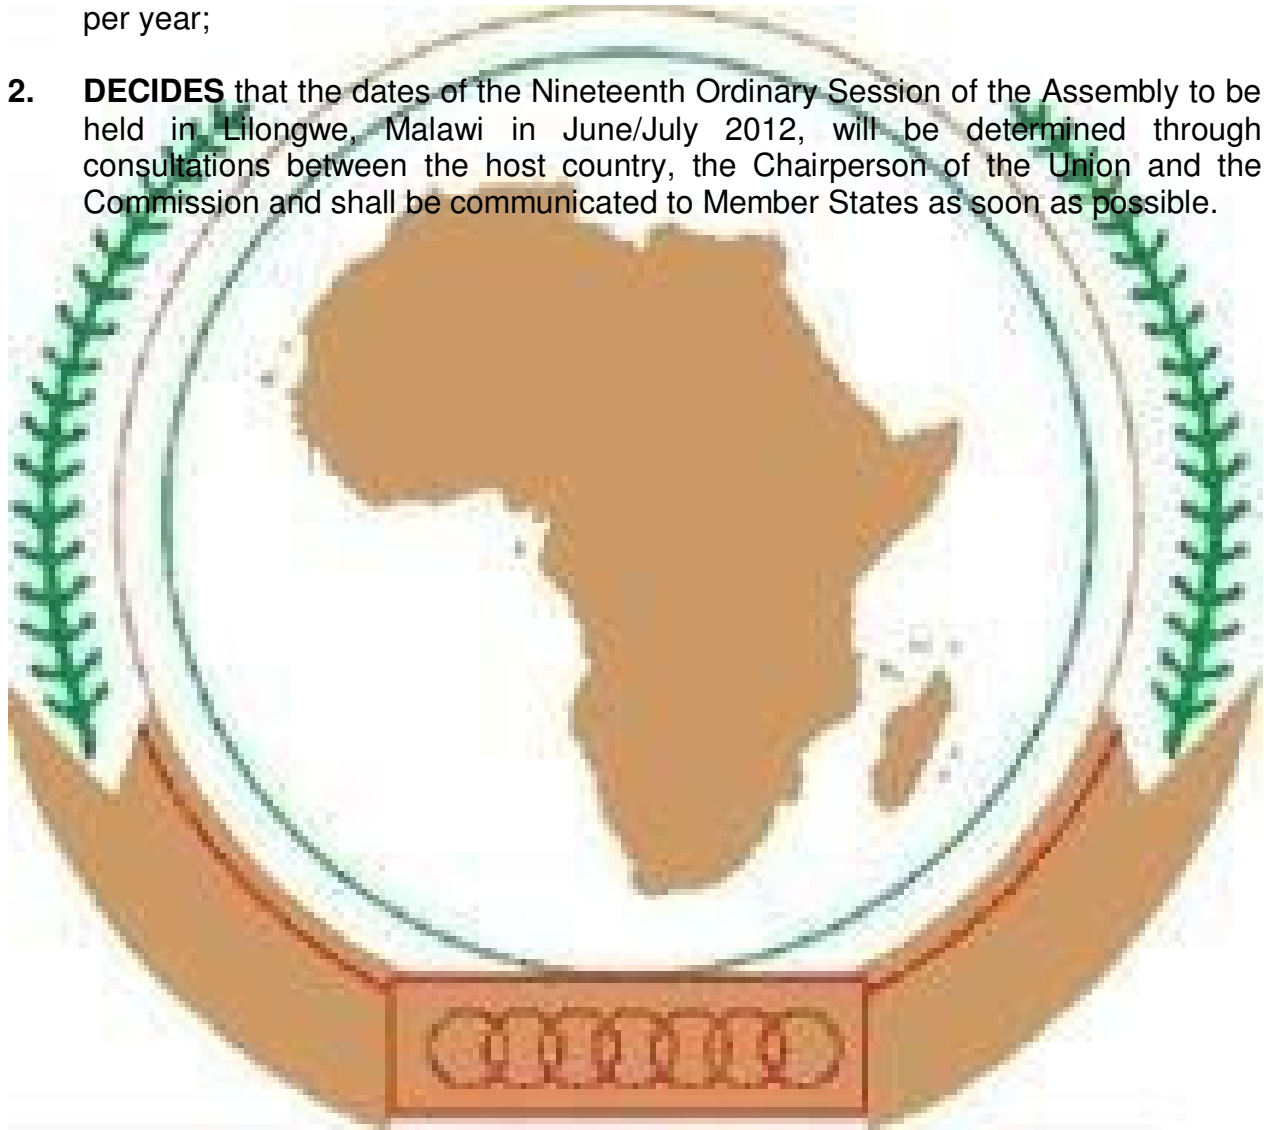 per year;
2. DECIDES that the dates of the Nineteenth Ordinary Session of the Assembly to be
held in Lilongwe, Malawi in June/July 2012, will be determined through
consultations between the host country, the Chairperson of the Union and the
Commission and shall be communicated to Member States as soon as possible.